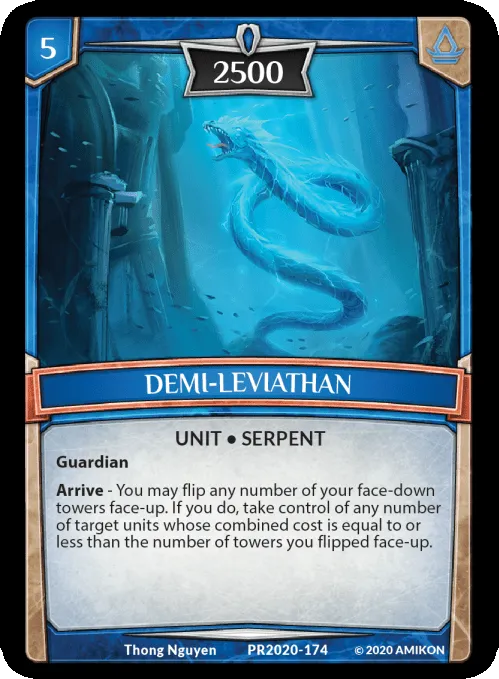 5
2500
DEMI-LEVIATHAN
UNIT • SERPENT
Guardian
Arrive - You may flip any number of your face-down
towers face-up. If you do, take control of any number
of target units whose combined cost is equal to or
less than the number of towers you flipped face-up.
Thong Nguyen PR2020-174 © 2020 AMIKON